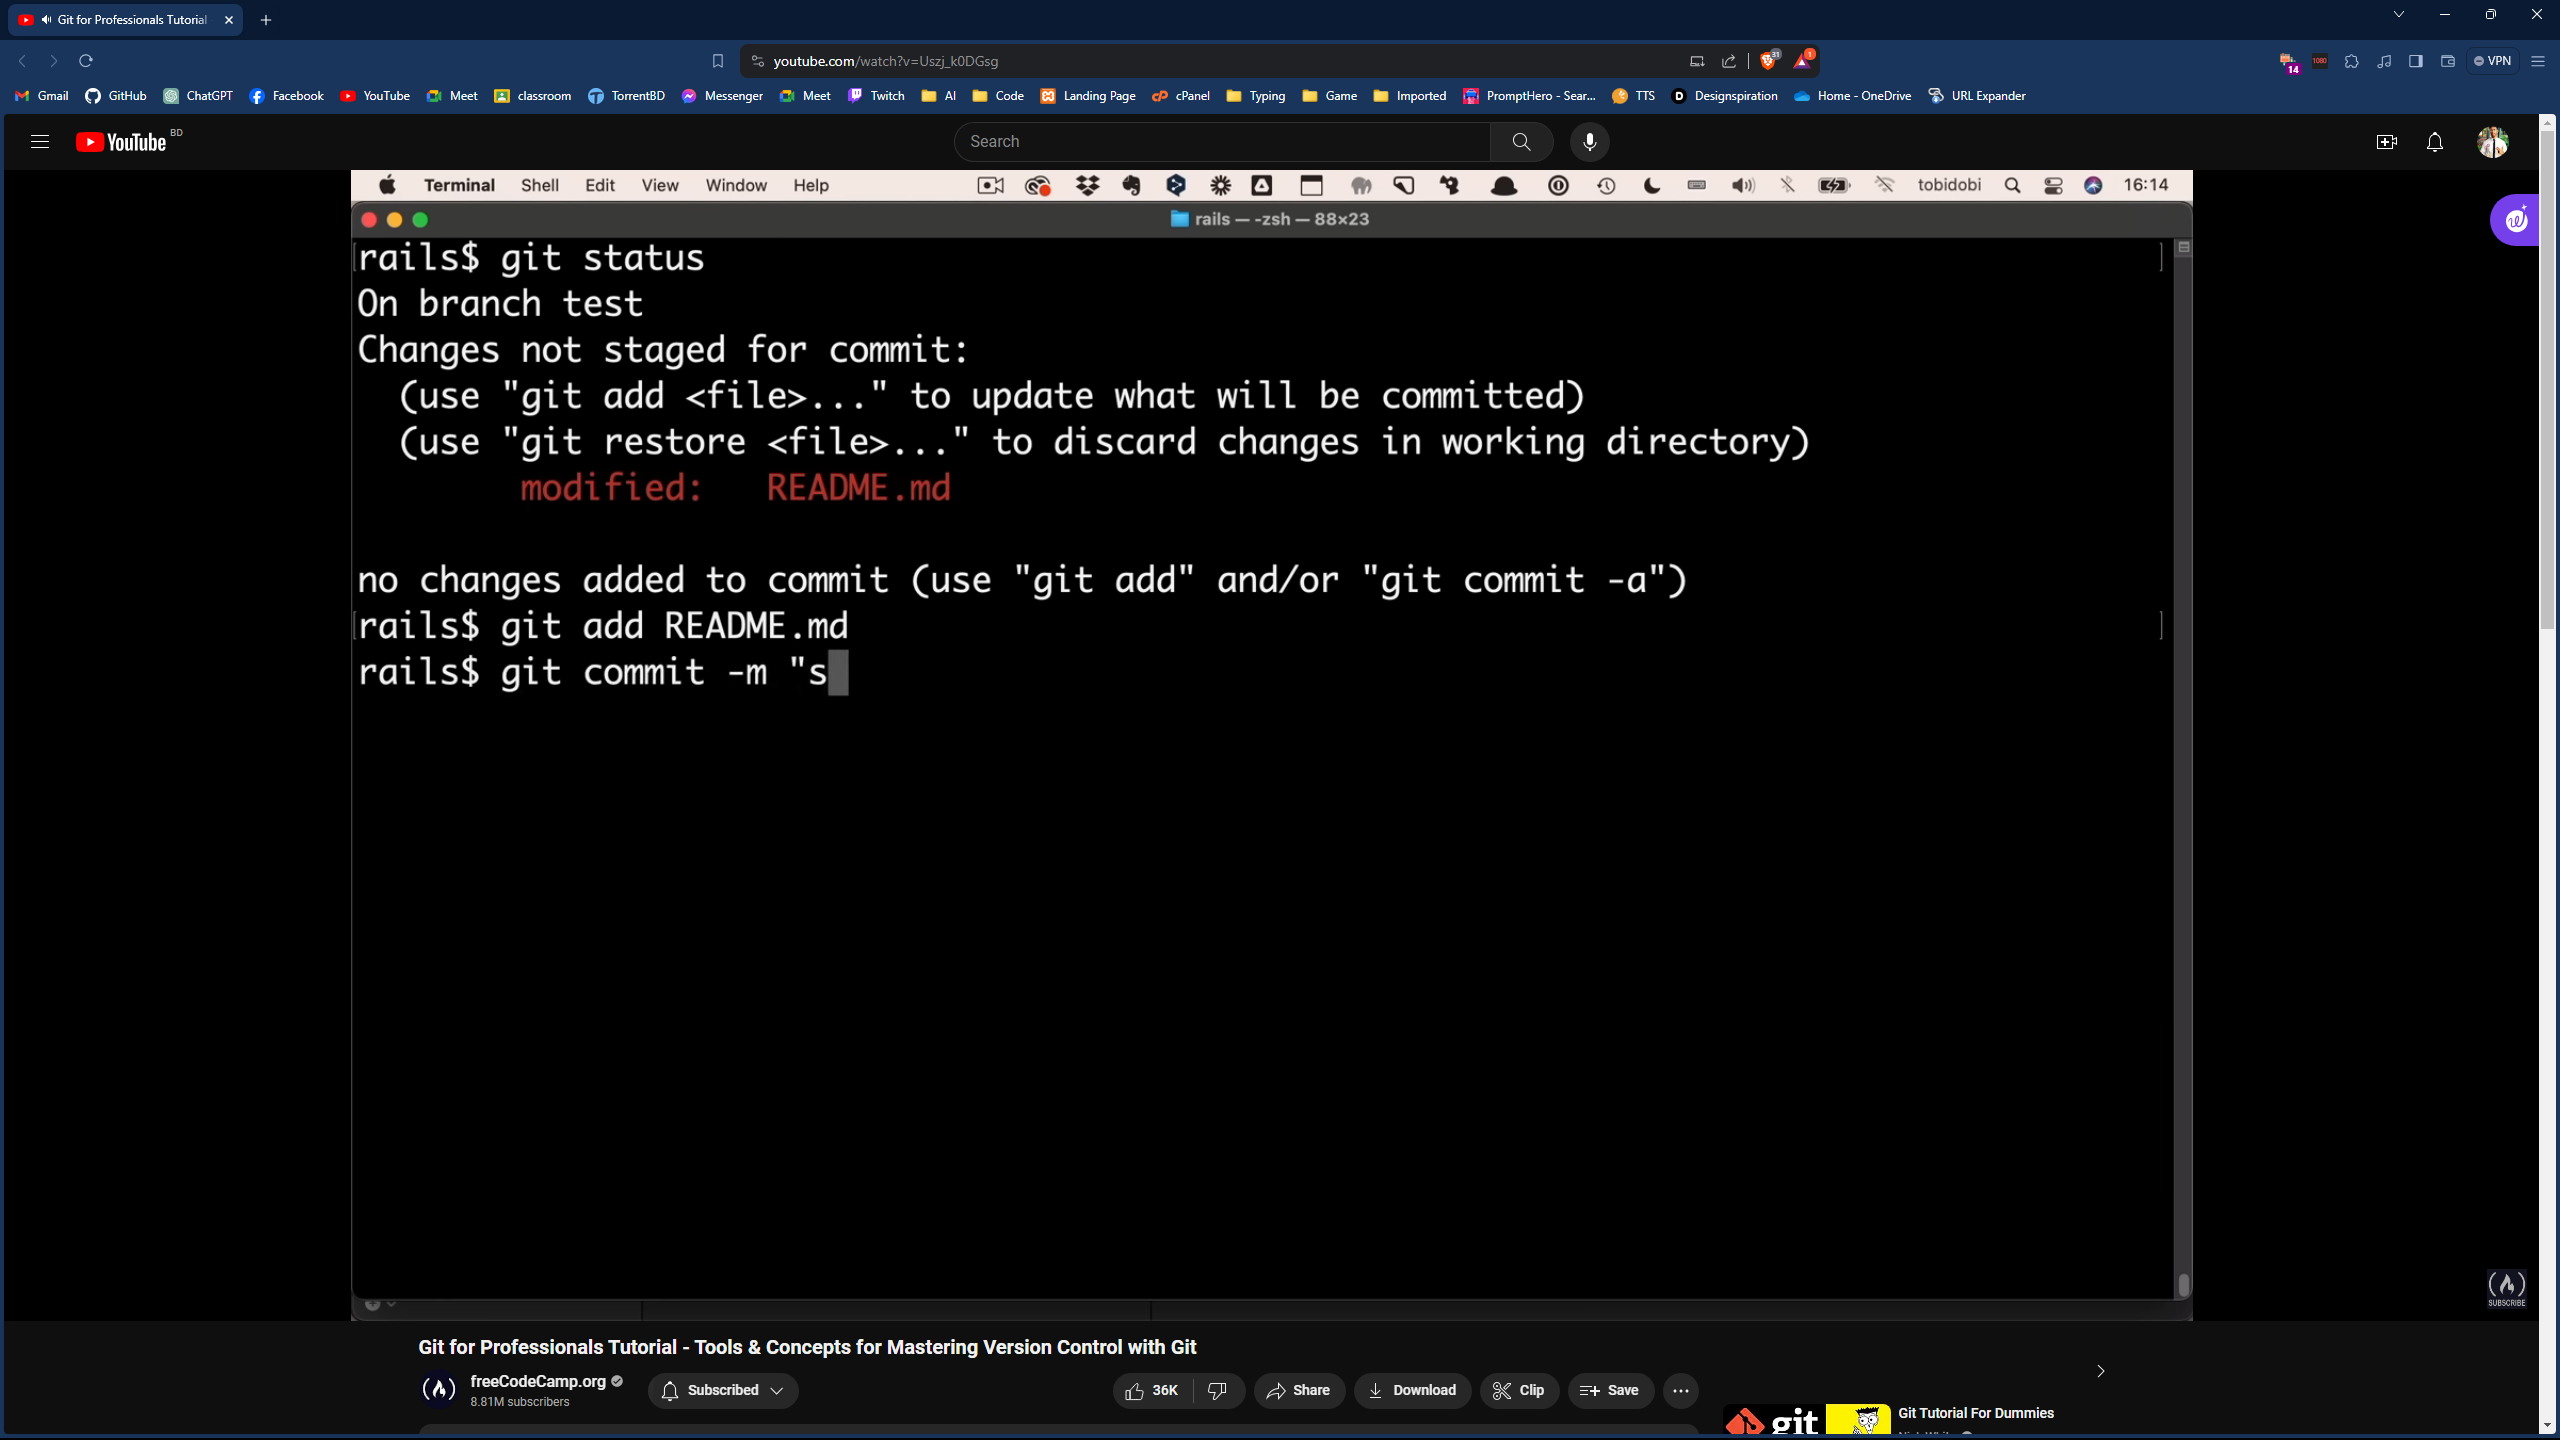 Git for Professionals Tutorial
youtube.com/watch?v=Uszj_k0DGsg
31
1
14
1080
VPN
Gmail GitHub ChatGPT Facebook YouTube Meet classroom TorrentBD Messenger Meet Twitch AI Code Landing Page cPanel Typing Game Imported PromptHero - Sear... TTS Designspiration Home - OneDrive URL Expander
YouTube BD
Search
Terminal Shell Edit View Window Help tobidobi 16:14
rails — -zsh — 88×23
rails$ git status
On branch test
Changes not staged for commit:
(use "git add <file>..." to update what will be committed)
(use "git restore <file>..." to discard changes in working directory)
modified: README.md
no changes added to commit (use "git add" and/or "git commit -a")
rails$ git add README.md
rails$ git commit -m "s
SUBSCRIBE
Git for Professionals Tutorial - Tools & Concepts for Mastering Version Control with Git
freeCodeCamp.org
8.81M subscribers
Subscribed
36K
Share
Download
Clip
Save
git
Git Tutorial For Dummies